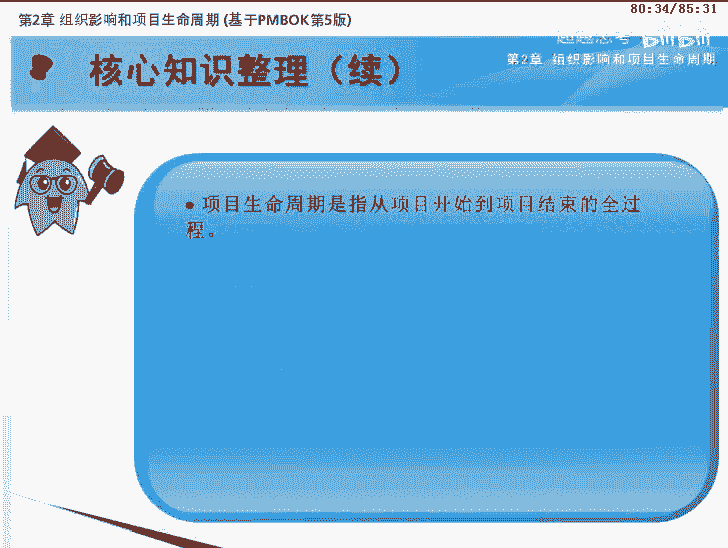 80:34/85:31
第2章 组织影响和项目生命周期 (基于PMBOK第5版)
核心知识整理（续）
第2章 组织影响和项目生命周期
● 项目生命周期是指从项目开始到项目结束的全过
程。